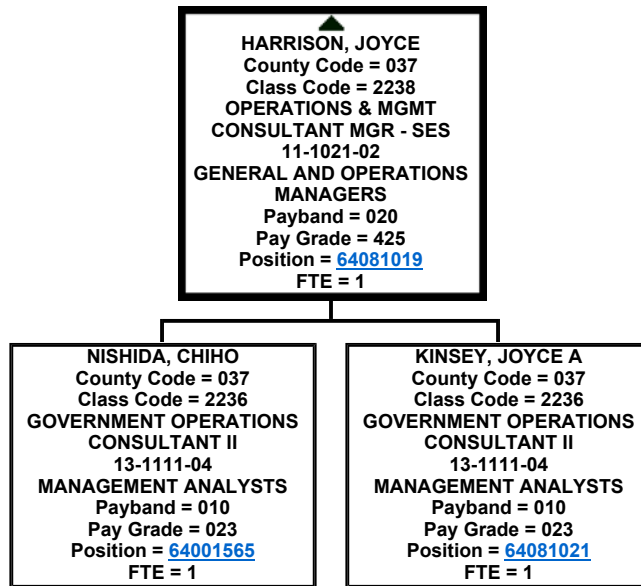 HARRISON, JOYCE
County Code = 037
Class Code = 2238
OPERATIONS & MGMT
CONSULTANT MGR - SES
11-1021-02
GENERAL AND OPERATIONS
MANAGERS
Payband = 020
Pay Grade = 425
Position = 64081019
FTE = 1
NISHIDA, CHIHO
County Code = 037
Class Code = 2236
GOVERNMENT OPERATIONS
CONSULTANT II
13-1111-04
MANAGEMENT ANALYSTS
Payband = 010
Pay Grade = 023
Position = 64001565
FTE = 1
KINSEY, JOYCE A
County Code = 037
Class Code = 2236
GOVERNMENT OPERATIONS
CONSULTANT II
13-1111-04
MANAGEMENT ANALYSTS
Payband = 010
Pay Grade = 023
Position = 64081021
FTE = 1